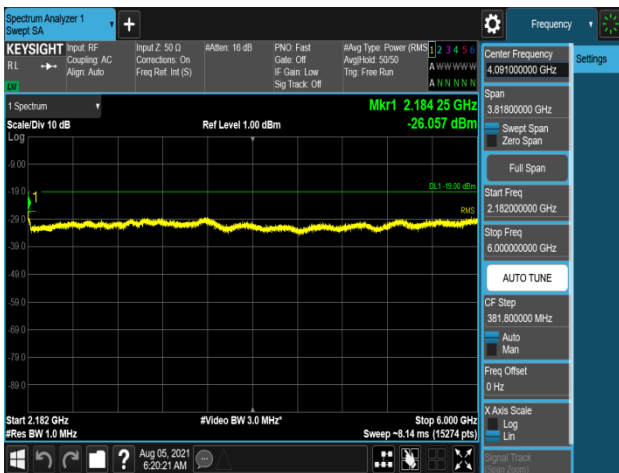 Spectrum Analyzer 1
Swept SA
Frequency
KEYSIGHT
R L
Input: RF
Coupling: AC
Align: Auto
Input Z: 50 Ω
Corrections: On
Freq Ref: Int (S)
#Atten: 16 dB
PNO: Fast
Gate: Off
IF Gain: Low
Sig Track: Off
#Avg Type: Power (RMS
Avg|Hold: 50/50
Trig: Free Run
1 2 3 4 5 6
A W W W W W
A N N N N N
Center Frequency
4.091000000 GHz
Settings
1 Spectrum
Scale/Div 10 dB
Log
Ref Level 1.00 dBm
Mkr1 2.184 25 GHz
-26.057 dBm
-9.00
-19.0
-29.0
-39.0
-49.0
-59.0
-69.0
-79.0
-89.0
1
DL1 -19.00 dBm
RMS
Start 2.182 GHz
#Res BW 1.0 MHz
#Video BW 3.0 MHz*
Stop 6.000 GHz
Sweep ~8.14 ms (15274 pts)
Span
3.81800000 GHz
Swept Span
Zero Span
Full Span
Start Freq
2.182000000 GHz
Stop Freq
6.000000000 GHz
AUTO TUNE
CF Step
381.800000 MHz
Auto
Man
Freq Offset
0 Hz
X Axis Scale
Log
Lin
Signal Track
(Span Zoom)
?
Aug 05, 2021
6:20:21 AM